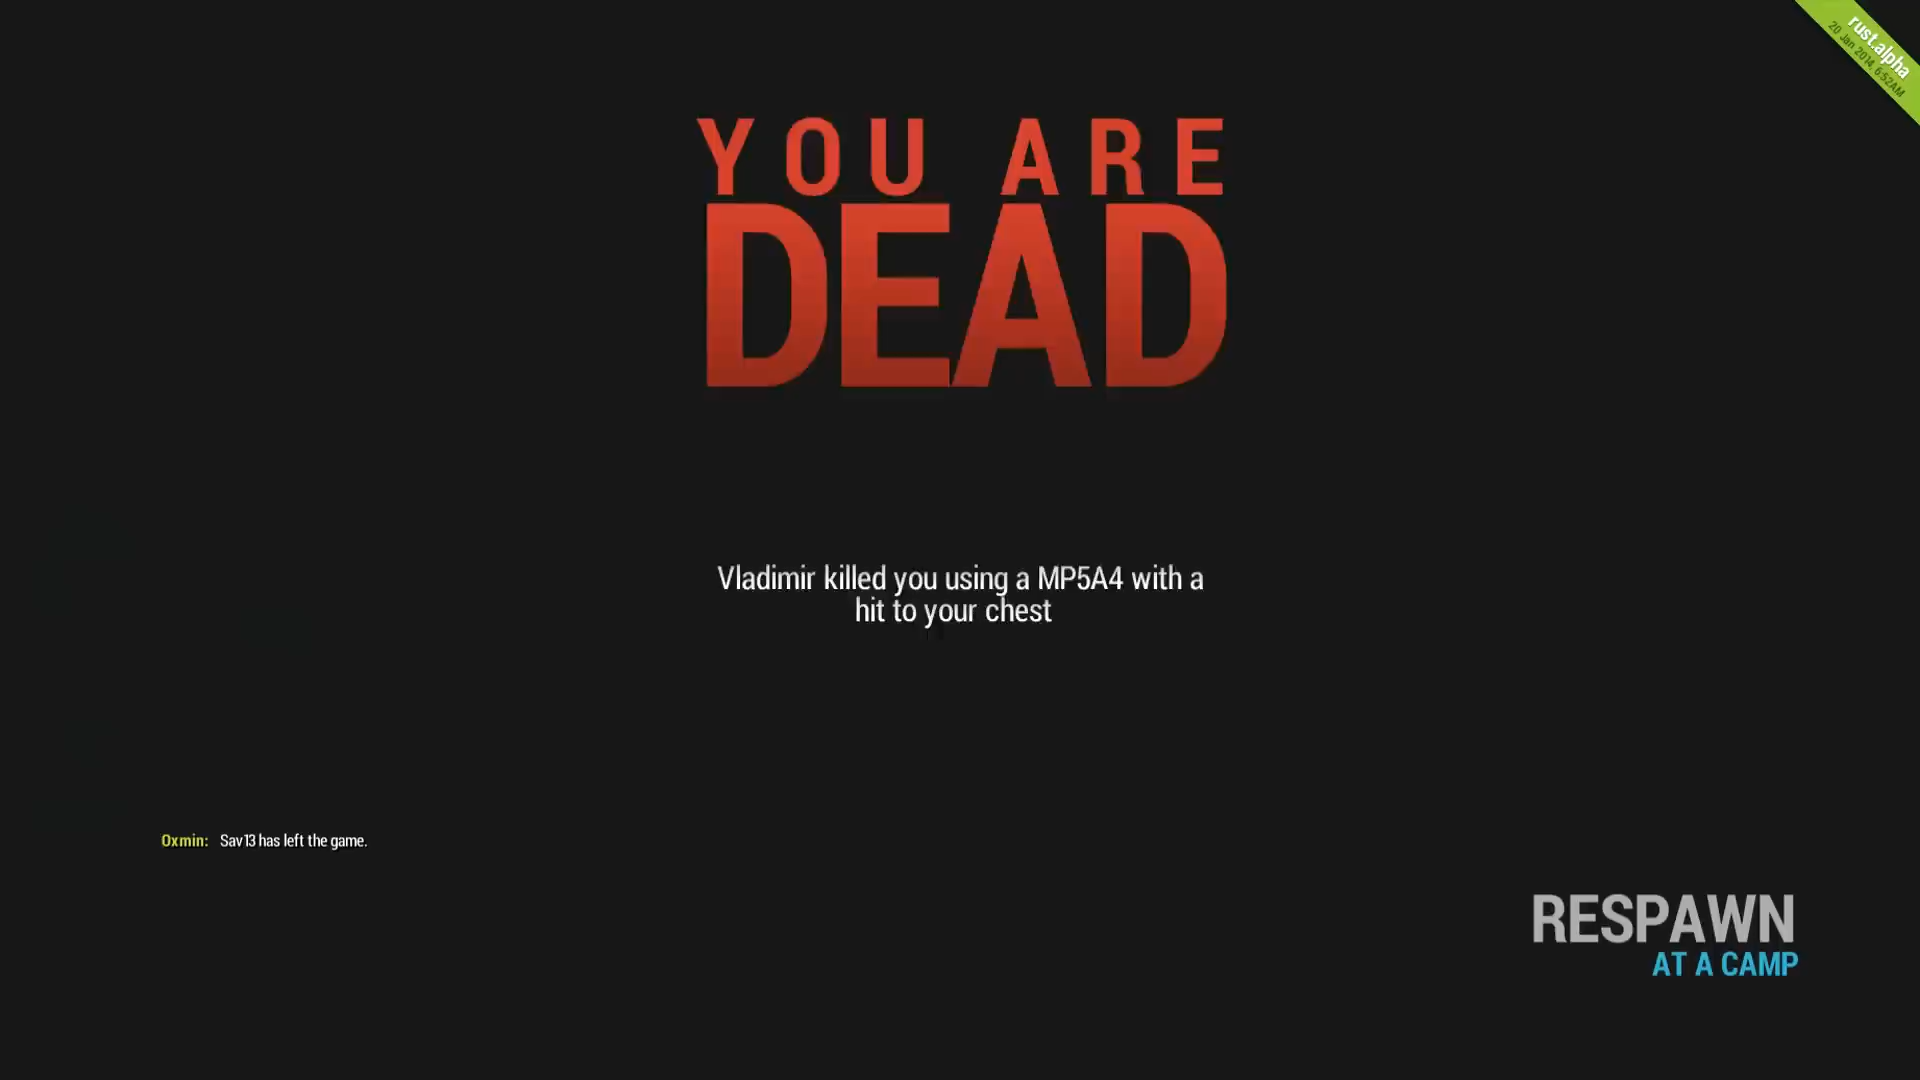 rust.alpha
20 Jan 2014, 6:52AM
YOU ARE
DEAD
Vladimir killed you using a MP5A4 with a
hit to your chest
Oxmin: Sav13 has left the game.
RESPAWN
AT A CAMP